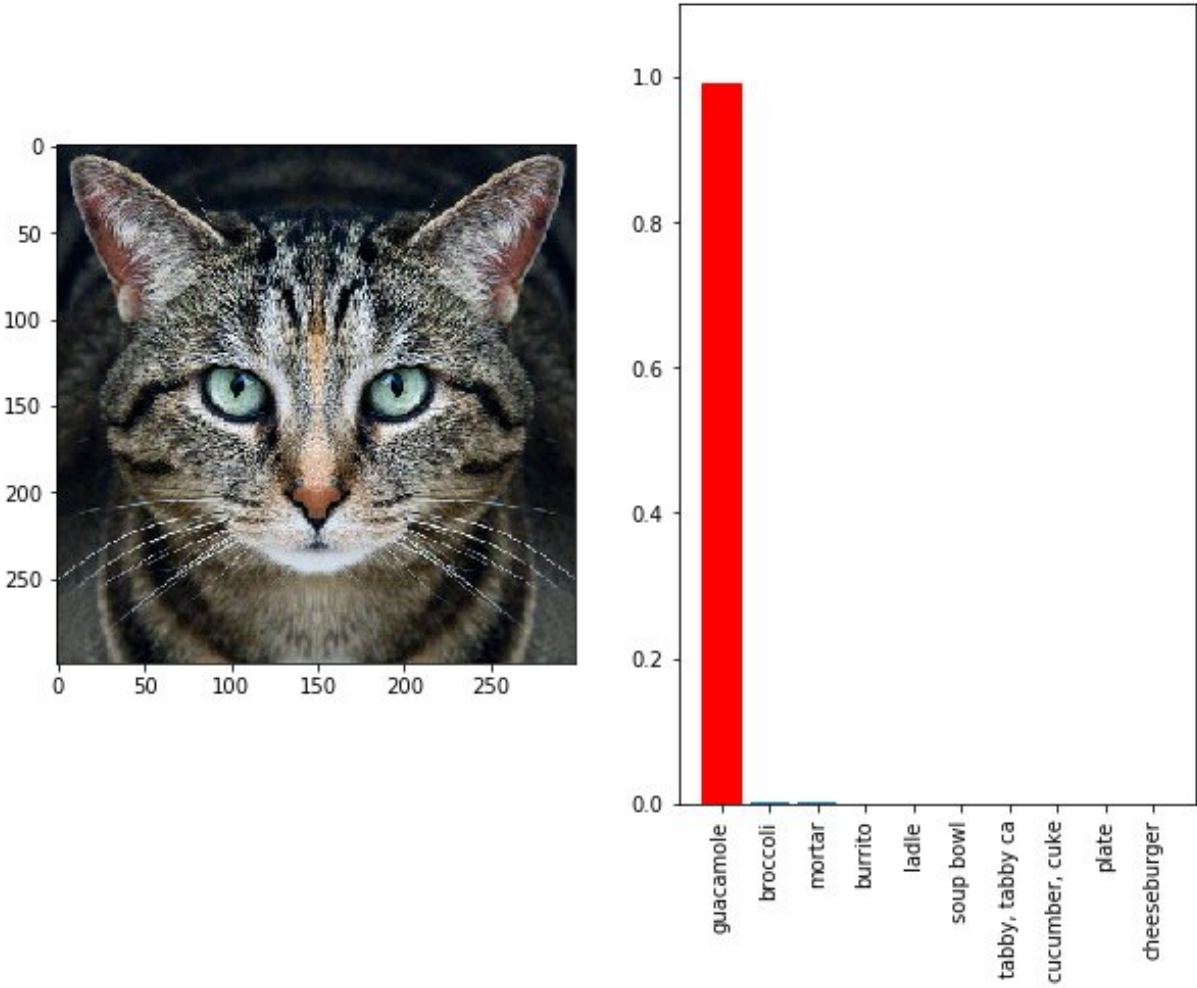 0
50
100
150
200
250
0 50 100 150 200 250
1.0
0.8
0.6
0.4
0.2
0.0
guacamole
broccoli
mortar
burrito
ladle
soup bowl
tabby, tabby ca
cucumber, cuke
plate
cheeseburger